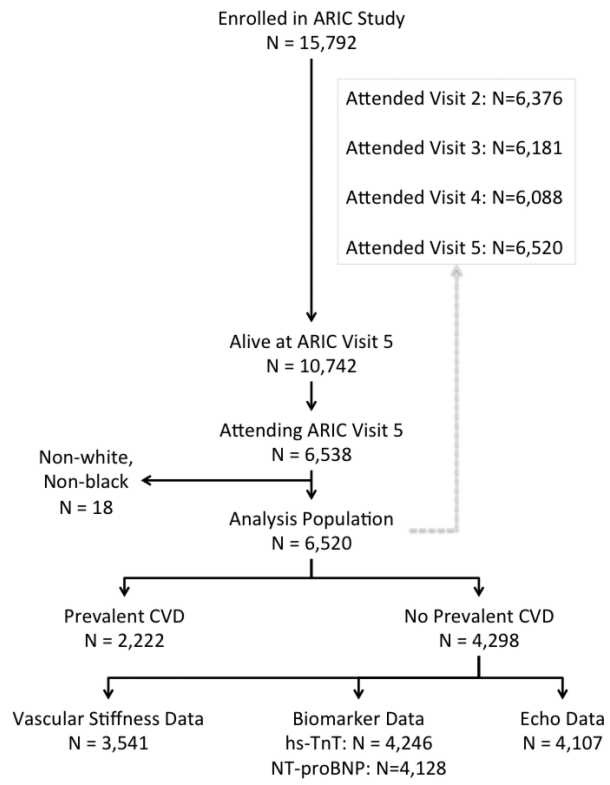 Enrolled in ARIC Study
N = 15,792
Attended Visit 2: N=6,376
Attended Visit 3: N=6,181
Attended Visit 4: N=6,088
Attended Visit 5: N=6,520
Alive at ARIC Visit 5
N = 10,742
Attending ARIC Visit 5
N = 6,538
Non-white,
Non-black
N = 18
Analysis Population
N = 6,520
Prevalent CVD
N = 2,222
No Prevalent CVD
N = 4,298
Vascular Stiffness Data
N = 3,541
Biomarker Data
hs-TnT: N = 4,246
NT-proBNP: N=4,128
Echo Data
N = 4,107